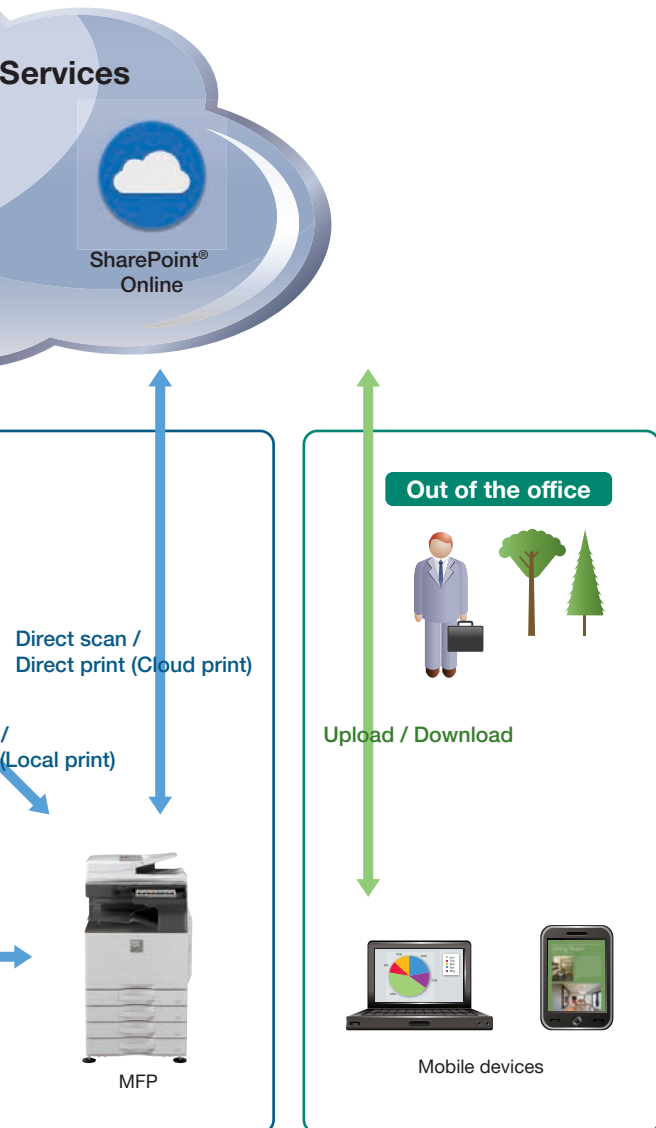 Services
SharePoint®
Online
Out of the office
Direct scan /
Direct print (Cloud print)
/
(Local print)
Upload / Download
MFP
Mobile devices